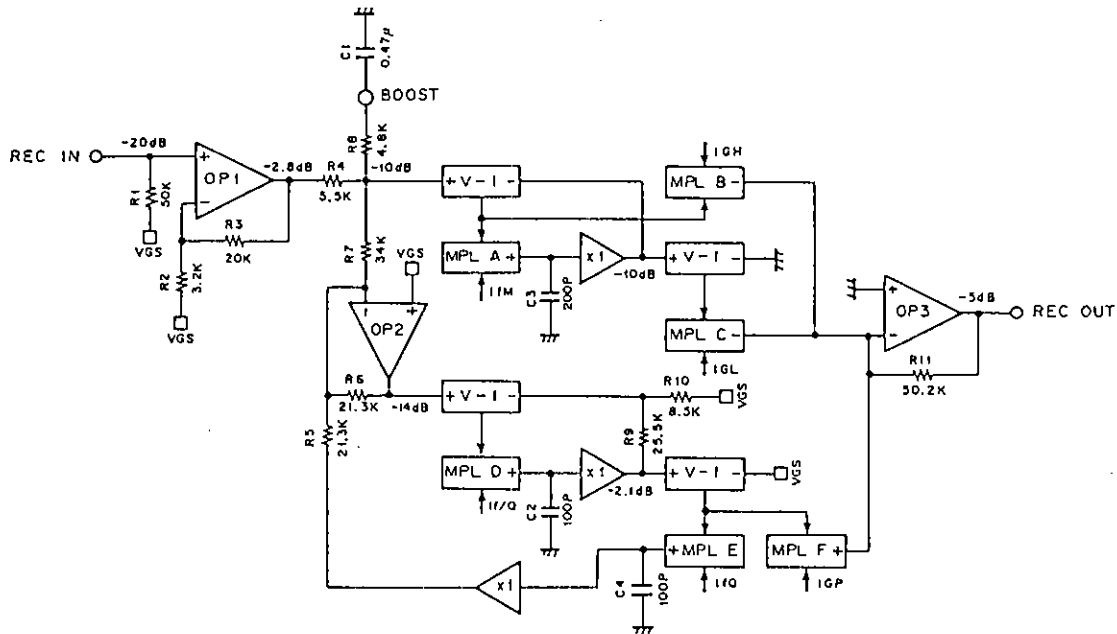 C1
0.47μ
BOOST
R8
4.8K
REC IN
-20dB
R1
50K
VGS
+
OP1
-
-2.8dB
R4
5.5K
-10dB
R3
20K
R2
3.2K
VGS
+ V-I -
IGH
MPL B -
R7
34K
VGS
MPL A +
IfM
x1
C3
200P
-10dB
+ V-I -
MPL C -
IGL
+
OP3
-
-5dB
REC OUT
R11
50.2K
-
+
OP2
R6
21.3K
-14dB
R5
21.3K
+ V-I -
R10
8.5K
VGS
R9
25.5K
MPL D +
If/Q
x1
C2
100P
-2.1dB
+ V-I -
VGS
+ MPL E
IfQ
MPL F +
IGP
x1
C4
100P